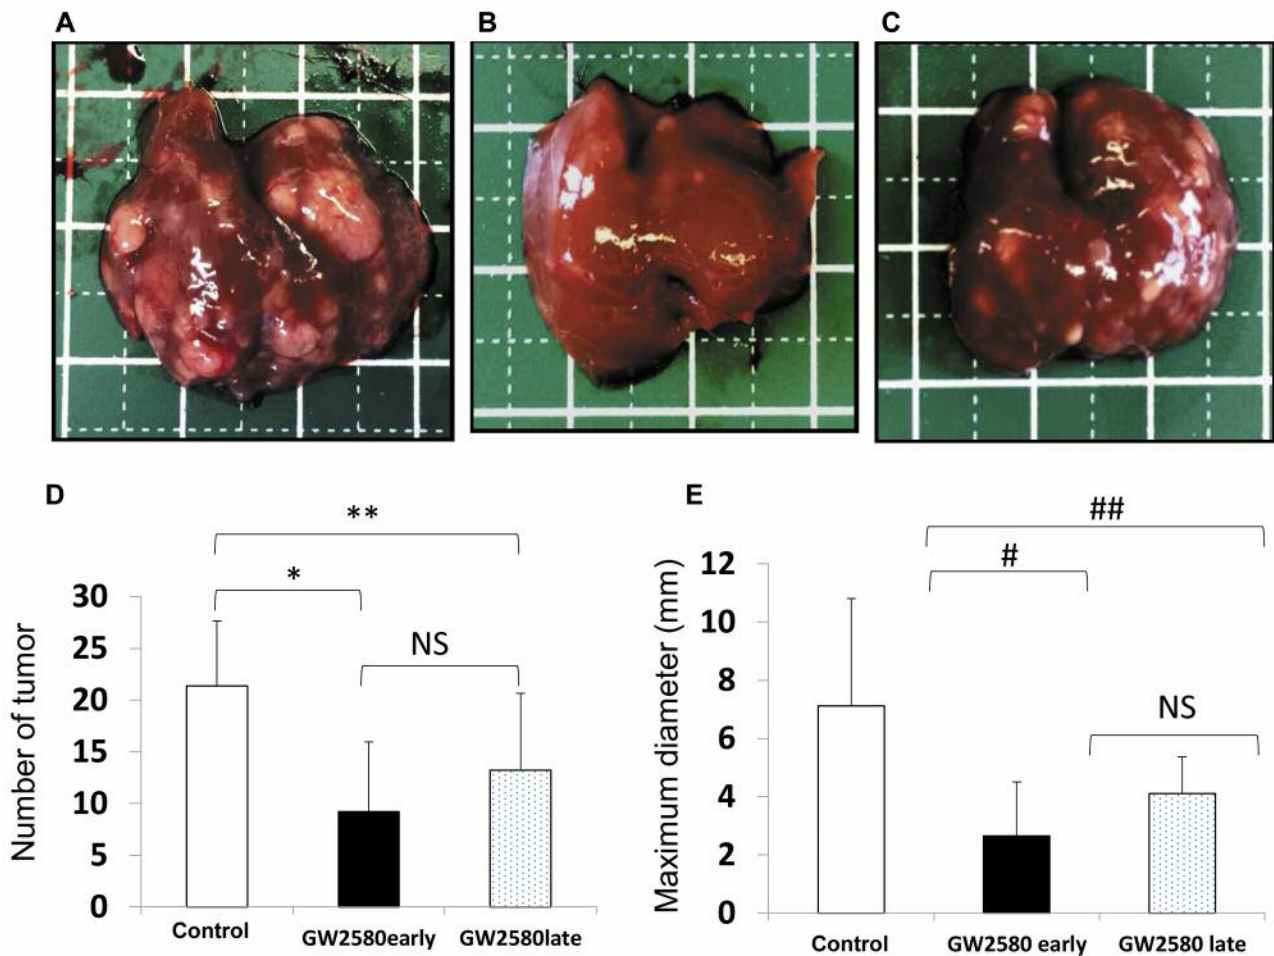 A
B
C
D
**
*
NS
30
25
20
15
10
5
0
Number of tumor
Control
GW2580early
GW2580late
E
##
#
NS
12
10
8
6
4
2
0
Maximum diameter (mm)
Control
GW2580 early
GW2580 late